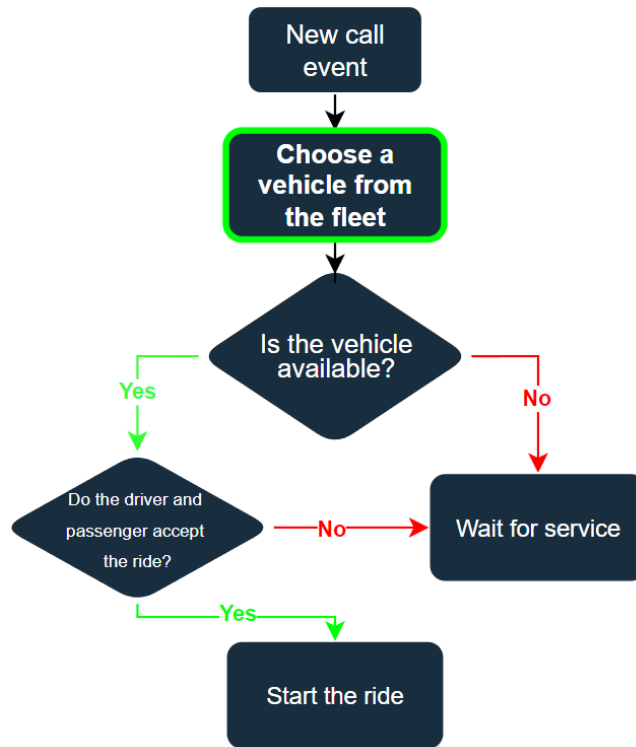 New call
event
Choose a
vehicle from
the fleet
Is the vehicle
available?
Yes
No
Do the driver and
passenger accept
the ride?
No
Wait for service
Yes
Start the ride